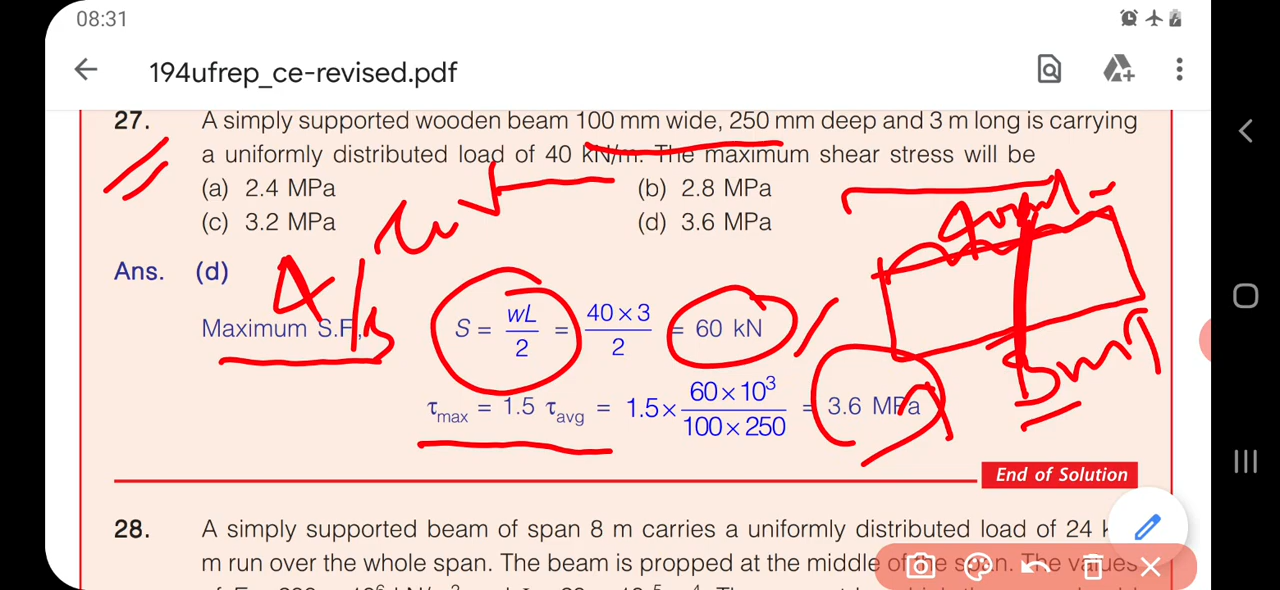 08:31
194ufrep_ce-revised.pdf
27. A simply supported wooden beam 100 mm wide, 250 mm deep and 3 m long is carrying
a uniformly distributed load of 40 kN/m. The maximum shear stress will be
(a) 2.4 MPa (b) 2.8 MPa
(c) 3.2 MPa (d) 3.6 MPa
Ans. (d)
Maximum S.F., S = wL/2 = 40×3/2 = 60 kN
τmax = 1.5 τavg = 1.5× 60×10³/100×250 = 3.6 MPa
End of Solution
28. A simply supported beam of span 8 m carries a uniformly distributed load of 24
m run over the whole span. The beam is propped at the middle of the span. The values